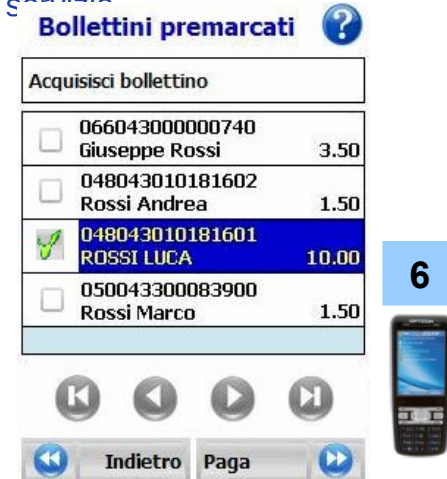 Bollettini premarcati ?
Acquisisci bollettino
066043000000740
Giuseppe Rossi 3.50
048043010181602
Rossi Andrea 1.50
048043010181601
ROSSI LUCA 10.00
050043300083900
Rossi Marco 1.50
Indietro Paga
6